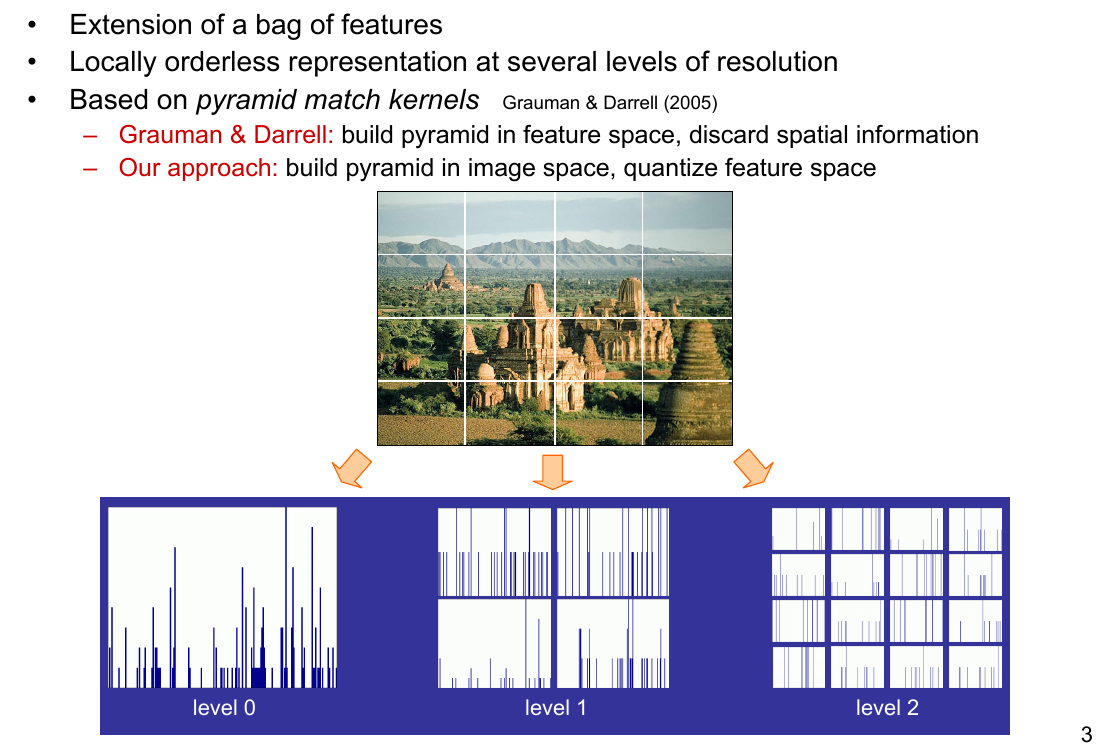 • Extension of a bag of features
• Locally orderless representation at several levels of resolution
• Based on pyramid match kernels Grauman & Darrell (2005)
– Grauman & Darrell: build pyramid in feature space, discard spatial information
– Our approach: build pyramid in image space, quantize feature space
level 0 level 1 level 2
3